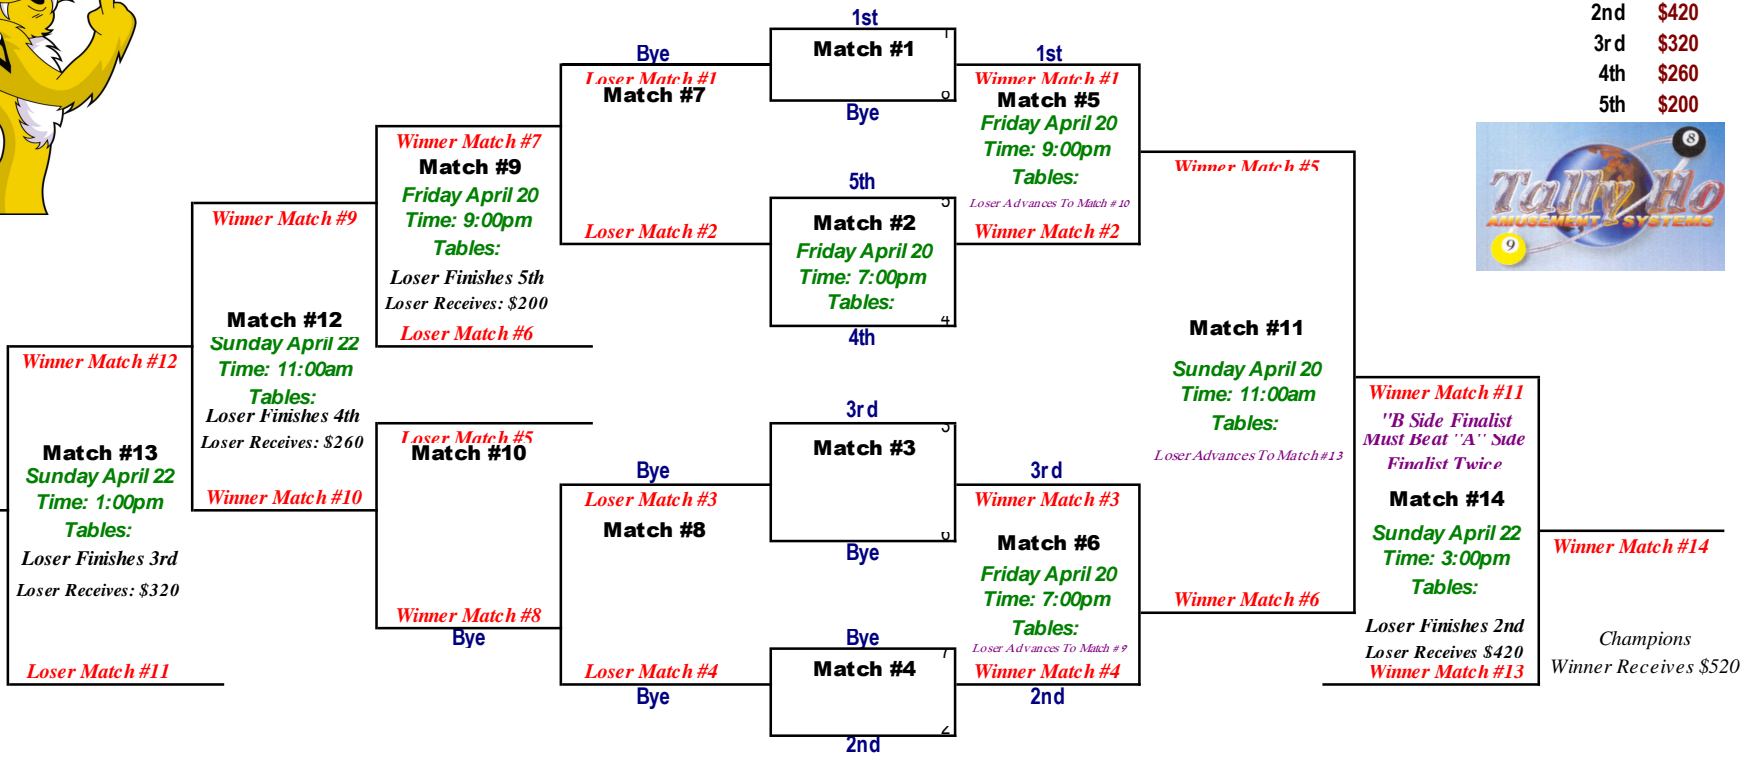 1st
Match #1
Bye
5th
Match #2
Friday April 20
Time: 7:00pm
Tables:
4th
3rd
Match #3
Bye
Bye
Match #4
2nd
Bye
Loser Match #1
Match #7
Loser Match #2
Bye
Loser Match #3
Match #8
Loser Match #4
Bye
Winner Match #7
Match #9
Friday April 20
Time: 9:00pm
Tables:
Loser Finishes 5th
Loser Receives: $200
Loser Match #6
Loser Match #5
Match #10
Winner Match #8
Bye
Winner Match #9
Match #12
Sunday April 22
Time: 11:00am
Tables:
Loser Finishes 4th
Loser Receives: $260
Winner Match #10
Winner Match #12
Match #13
Sunday April 22
Time: 1:00pm
Tables:
Loser Finishes 3rd
Loser Receives: $320
Loser Match #11
1st
Winner Match #1
Match #5
Friday April 20
Time: 9:00pm
Tables:
Loser Advances To Match #10
Winner Match #2
3rd
Winner Match #3
Match #6
Friday April 20
Time: 7:00pm
Tables:
Loser Advances To Match #9
Winner Match #4
2nd
Winner Match #5
Match #11
Sunday April 20
Time: 11:00am
Tables:
Loser Advances To Match #13
Winner Match #6
Winner Match #11
"B Side Finalist
Must Beat "A" Side
Finalist Twice
Match #14
Sunday April 22
Time: 3:00pm
Tables:
Loser Finishes 2nd
Loser Receives $420
Winner Match #13
Winner Match #14
Champions
Winner Receives $520
2nd $420
3rd $320
4th $260
5th $200
8
Tally Ho
AMUSEMENT SYSTEMS
9